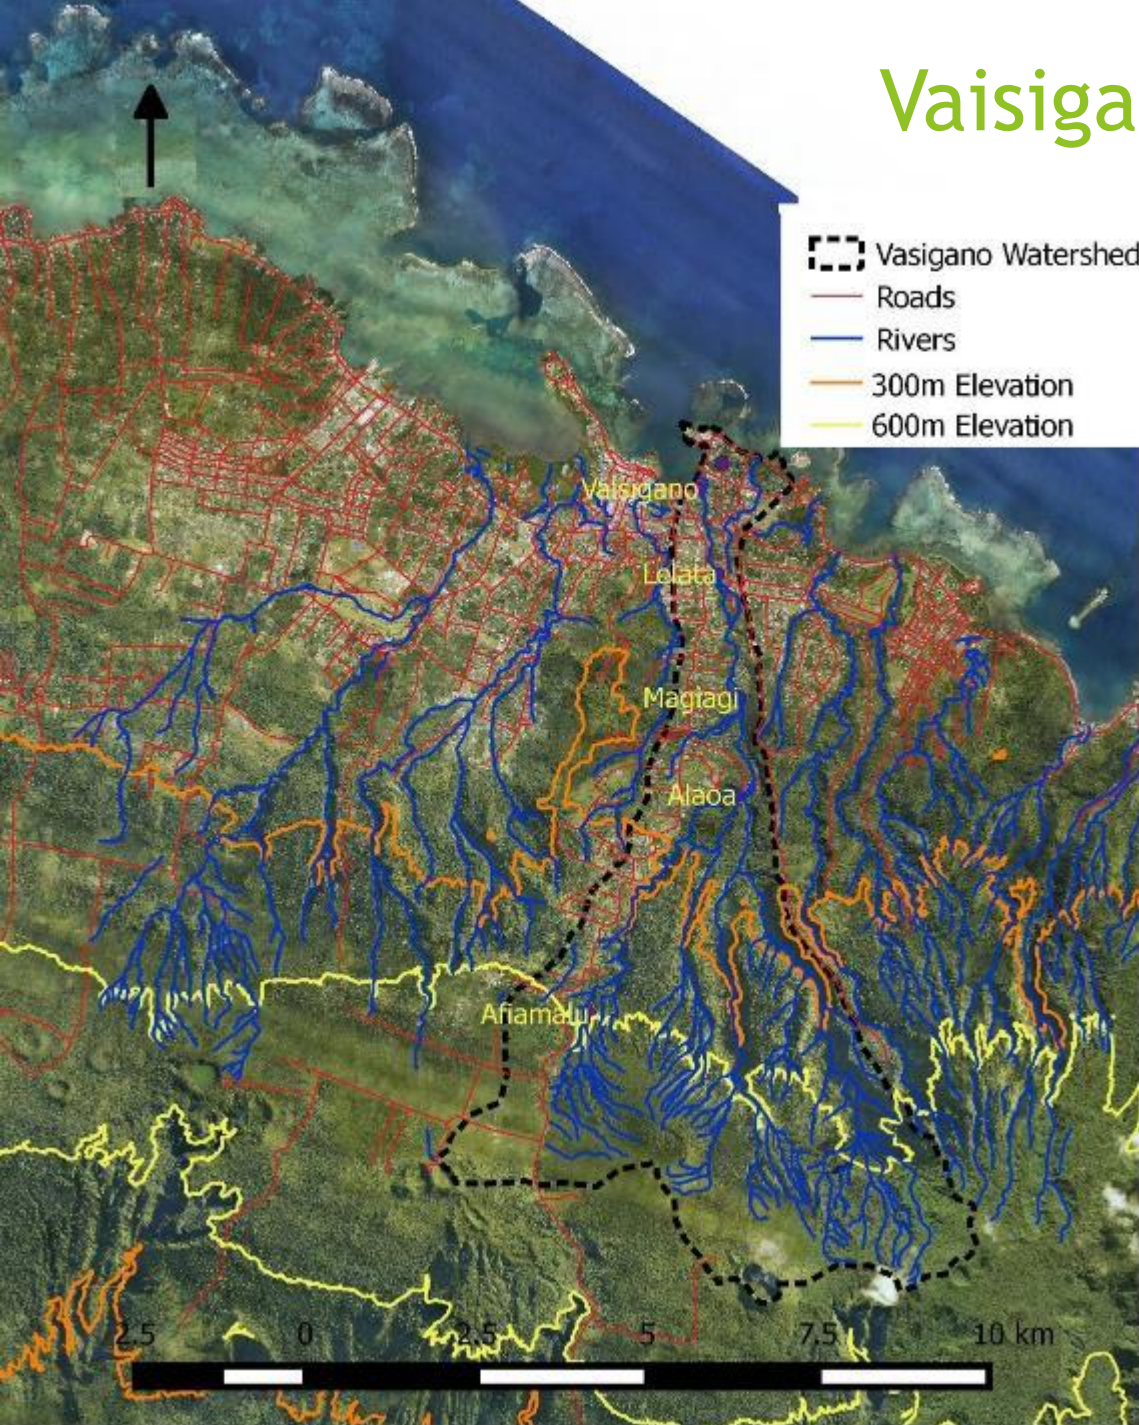 Vaisiga
Vasigano Watershed
Roads
Rivers
300m Elevation
600m Elevation
Vaisigano
Lelata
Magiagi
Alaoa
Afiamalu
2.5 0 2.5 5 7.5 10 km